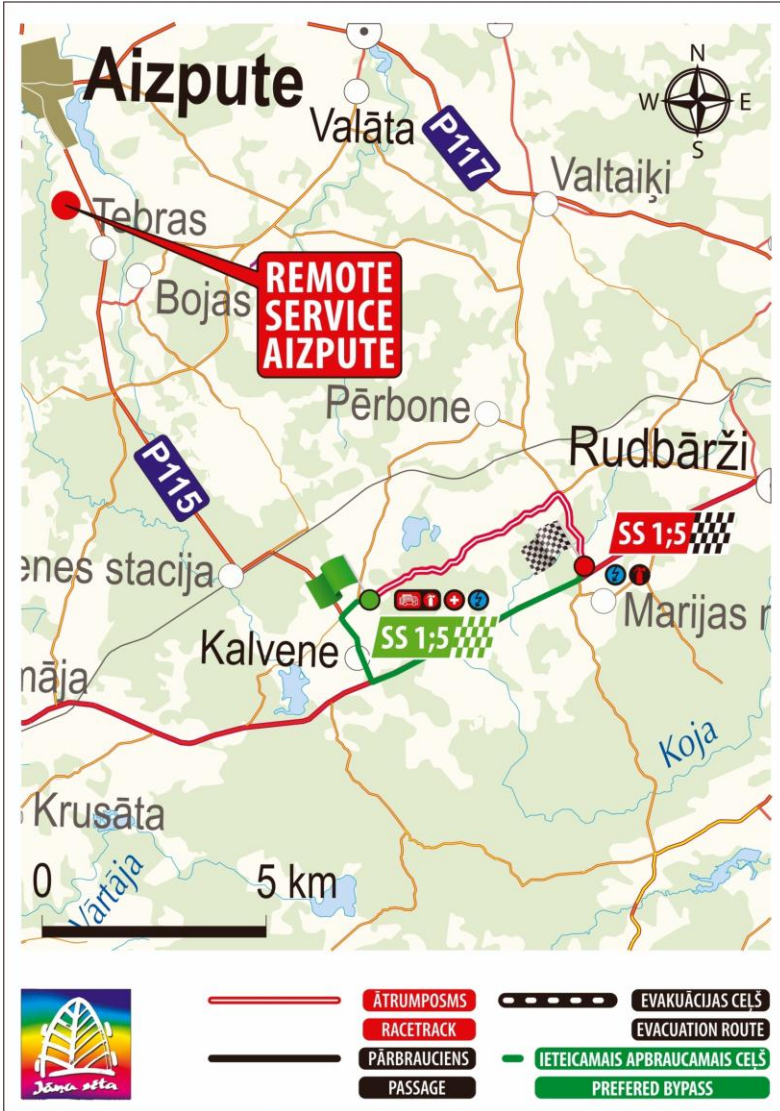 Aizpute
N
W E
S
Valāta
P117
Valtaiķi
Tebras
Bojas
REMOTE
SERVICE
AIZPUTE
Pērbone
Rudbārži
P115
SS 1;5
enes stacija
Marijas
SS 1;5
Kalvene
māja
Koja
Krusāta
Vārtāja
0 5 km
ĀTRUMPOSMS
RACETRACK
PĀRBRAUCIENS
PASSAGE
EVAKUĀCIJAS CEĻŠ
EVACUATION ROUTE
IETEICAMAIS APBRAUCAMAIS CEĻŠ
PREFERED BYPASS
Jāņa sēta